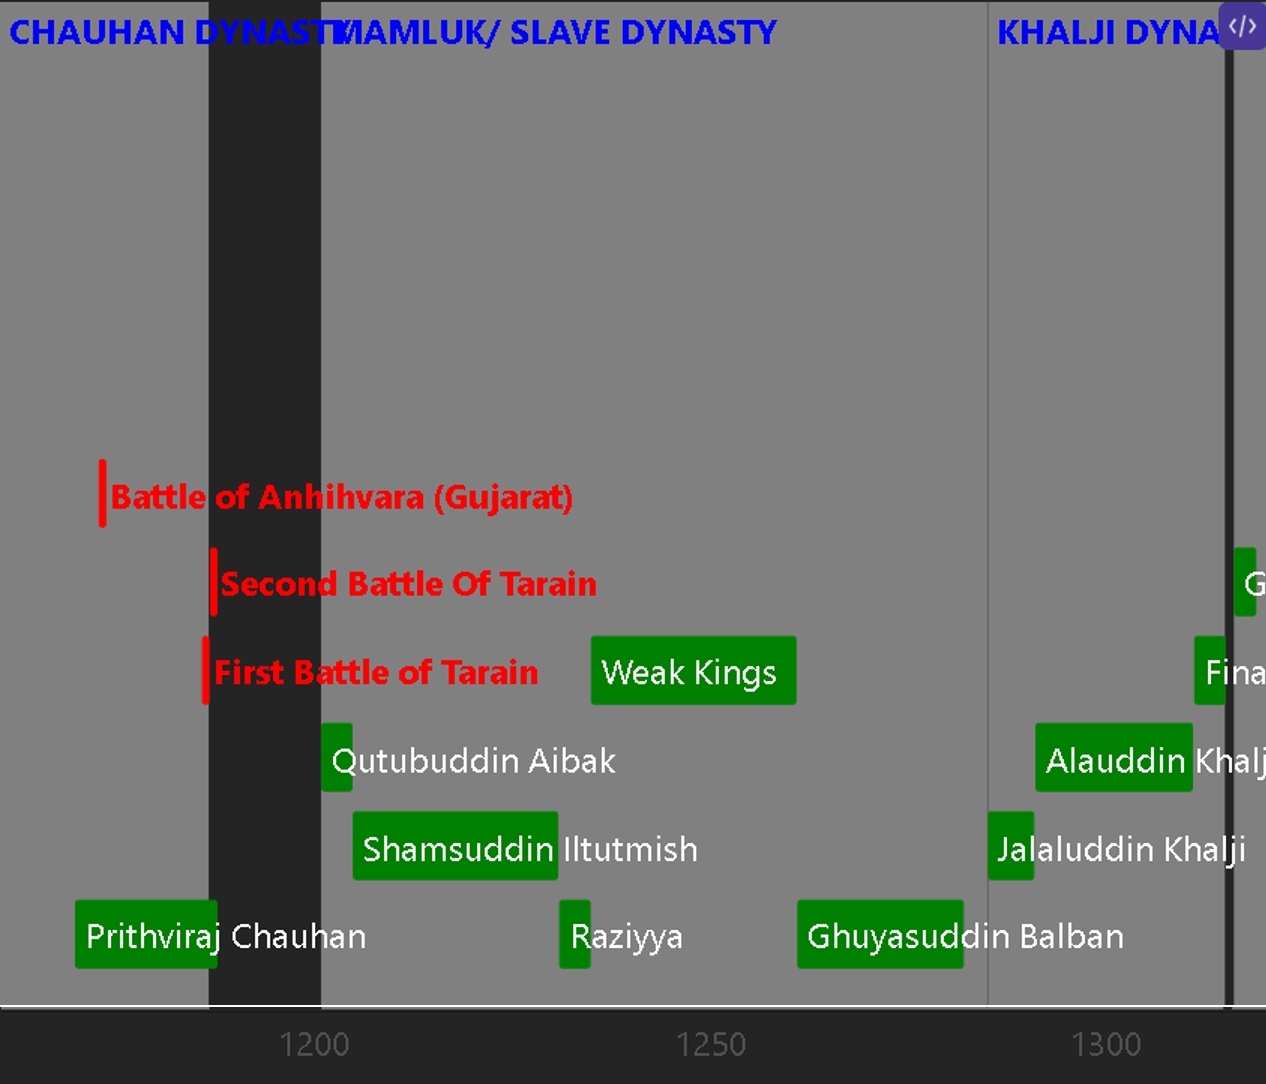 CHAUHAN DYNASTY
MAMLUK/ SLAVE DYNASTY
KHALJI DYNA
</>
Battle of Anhihvara (Gujarat)
Second Battle Of Tarain
G
First Battle of Tarain
Weak Kings
Fina
Qutubuddin Aibak
Alauddin Khalj
Shamsuddin Iltutmish
Jalaluddin Khalji
Prithviraj Chauhan
Raziyya
Ghuyasuddin Balban
1200
1250
1300